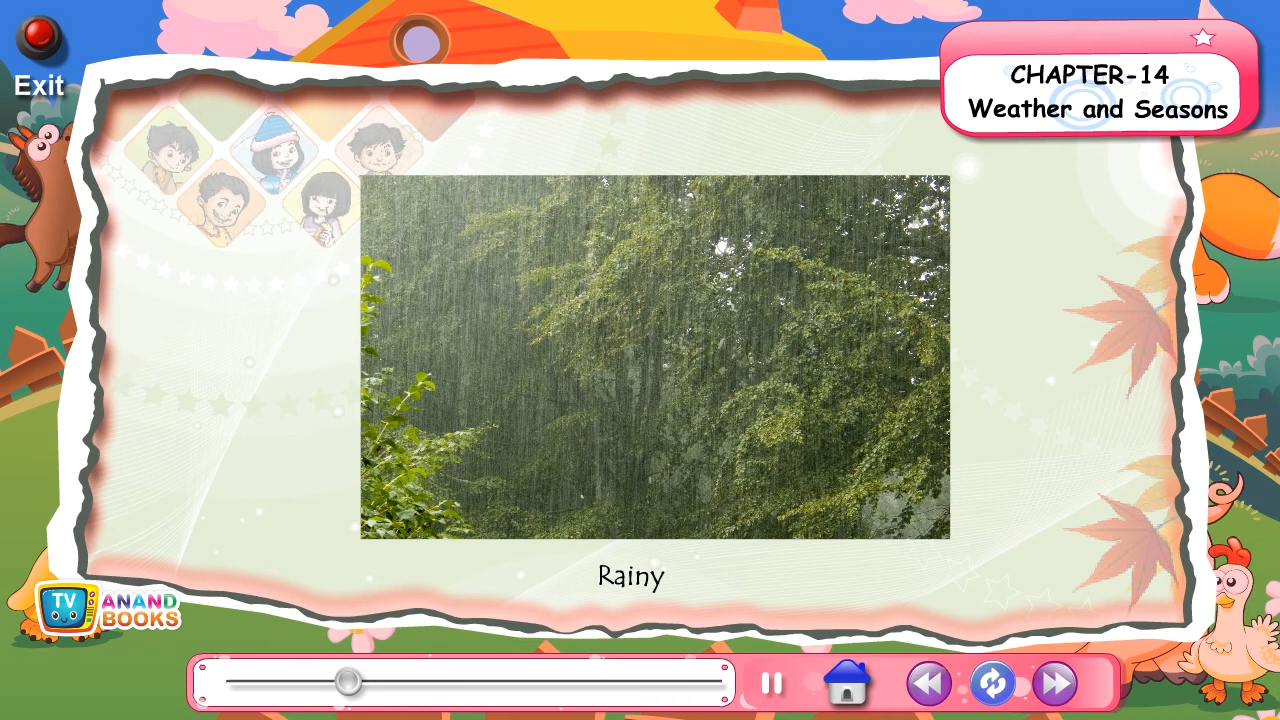 Exit
CHAPTER-14
Weather and Seasons
Rainy
TV
ANAND
BOOKS